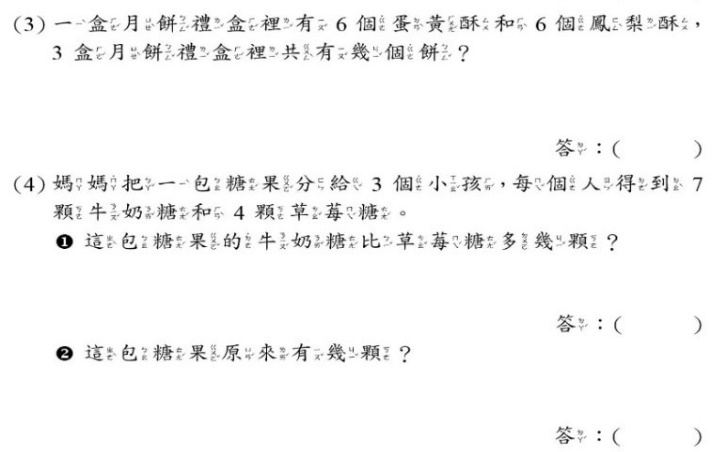 (3) 一盒月餅禮盒裡有 6 個蛋黃酥和 6 個鳳梨酥，
3 盒月餅禮盒裡共有幾個餅？
答：(　　)
(4) 媽媽把一包糖果分給 3 個小孩，每個人得到 7
顆牛奶糖和 4 顆草莓糖。
❶ 這包糖果的牛奶糖比草莓糖多幾顆？
答：(　　)
❷ 這包糖果原來有幾顆？
答：(　　)